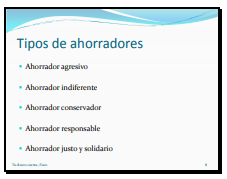 Tipos de ahorradores
Ahorrador agresivo
Ahorrador indiferente
Ahorrador conservador
Ahorrador responsable
Ahorrador justo y solidario